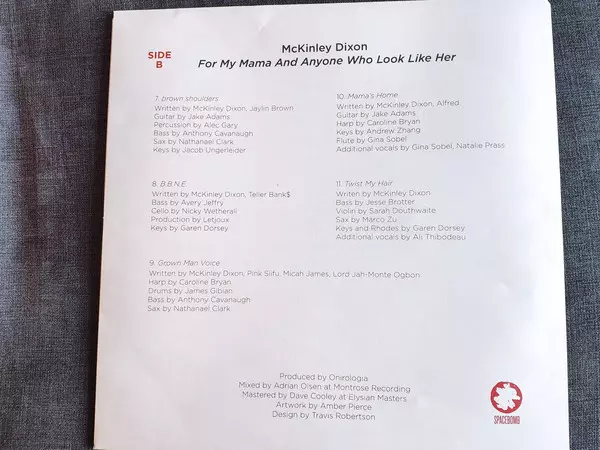 SIDE
B
McKinley Dixon
For My Mama And Anyone Who Look Like Her
7. brown shoulders
Written by McKinley Dixon, Jaylin Brown
Guitar by Jake Adams
Percussion by Alec Gary
Bass by Anthony Cavanaugh
Sax by Nathanael Clark
Keys by Jacob Ungerleider
8. B.B.N.E.
Written by McKinley Dixon, Teller Bank$
Bass by Avery Jeffry
Cello by Nicky Wetherall
Production by Letjoux
Keys by Garen Dorsey
9. Grown Man Voice
Written by McKinley Dixon, Pink Siifu, Micah James, Lord Jah-Monte Ogbon
Harp by Caroline Bryan
Drums by James Gibian
Bass by Anthony Cavanaugh
Sax by Nathanael Clark
10. Mama's Home
Written by McKinley Dixon, Alfred.
Guitar by Jake Adams
Harp by Caroline Bryan
Keys by Andrew Zhang
Flute by Gina Sobel
Additional vocals by Gina Sobel, Natalie Prass
11. Twist My Hair
Writen by McKinley Dixon
Bass by Jesse Brotter
Violin by Sarah Douthwaite
Sax by Marco Zu
Keys and Rhodes by Garen Dorsey
Additional vocals by Ali Thibodeau
Produced by Onirologia
Mixed by Adrian Olsen at Montrose Recording
Mastered by Dave Cooley at Elysian Masters
Artwork by Amber Pierce
Design by Travis Robertson
SPACEBOMB